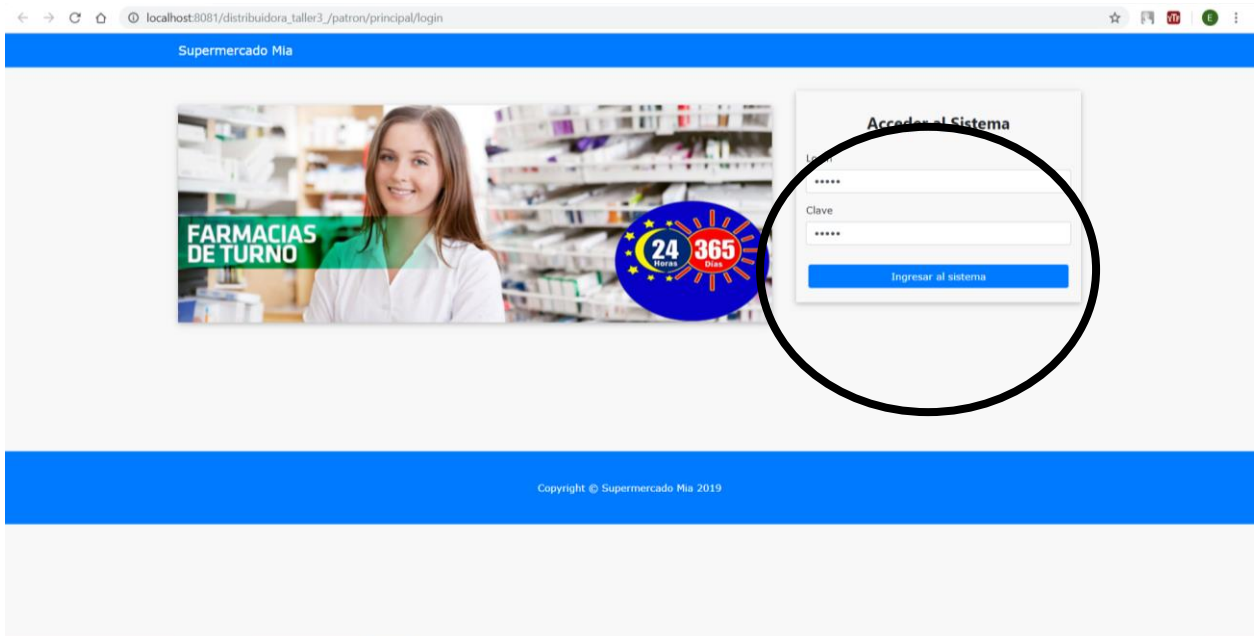 localhost:8081/distribuidora_taller3_/patron/principal/login
Supermercado Mia
FARMACIAS
DE TURNO
24
Horas
365
Dias
Acceder al Sistema
Login
•••••
Clave
•••••
Ingresar al sistema
Copyright © Supermercado Mia 2019